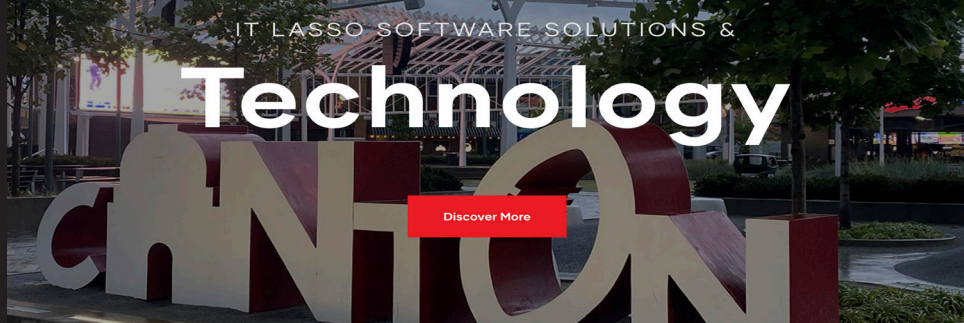 IT LASSO SOFTWARE SOLUTIONS &
Technology
Discover More
CANTON